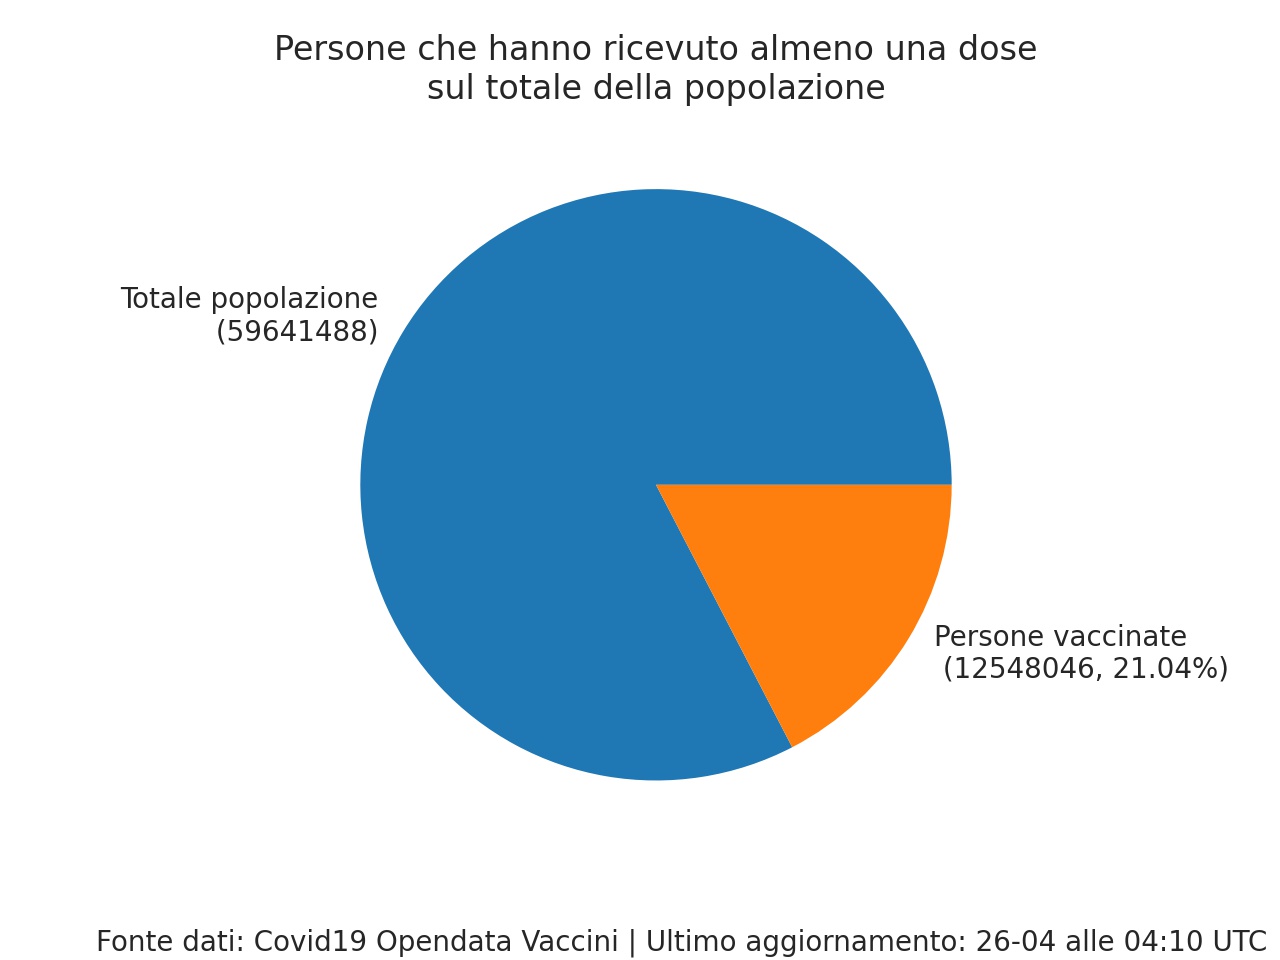 Persone che hanno ricevuto almeno una dose
sul totale della popolazione
Totale popolazione
(59641488)
Persone vaccinate
(12548046, 21.04%)
Fonte dati: Covid19 Opendata Vaccini | Ultimo aggiornamento: 26-04 alle 04:10 UTC